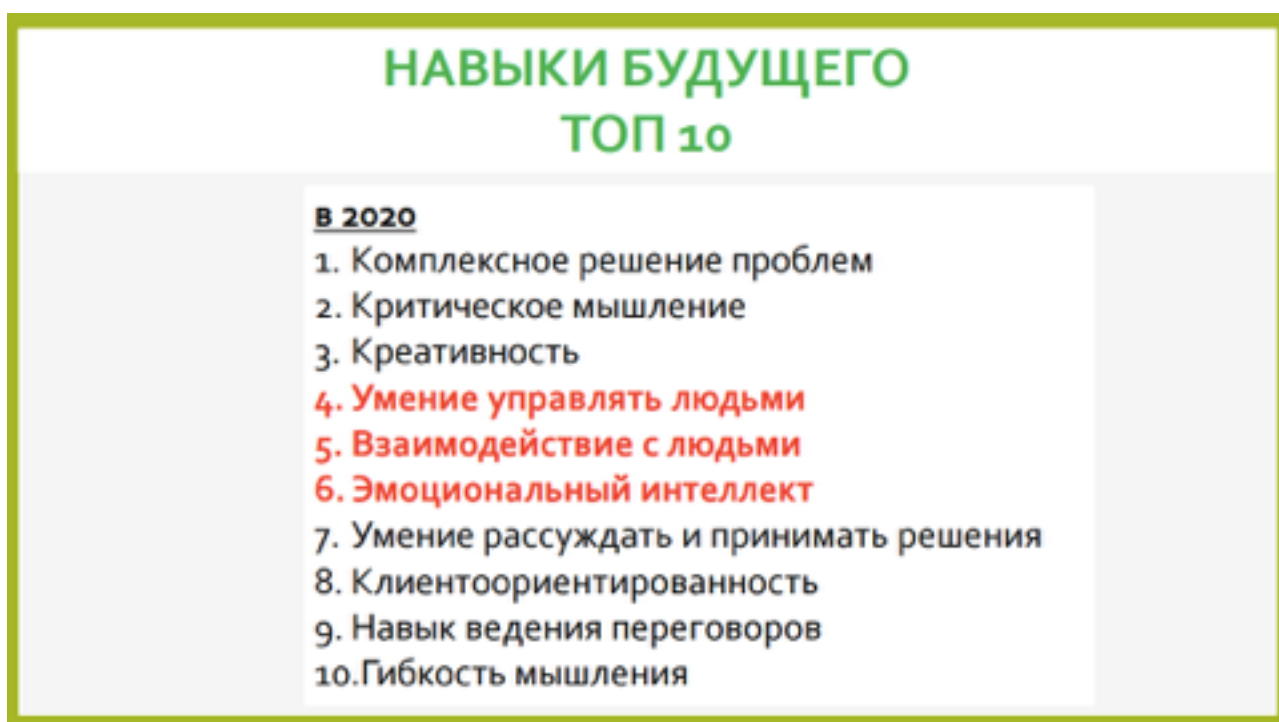 НАВЫКИ БУДУЩЕГО
ТОП 10
В 2020
1. Комплексное решение проблем
2. Критическое мышление
3. Креативность
4. Умение управлять людьми
5. Взаимодействие с людьми
6. Эмоциональный интеллект
7. Умение рассуждать и принимать решения
8. Клиентоориентированность
9. Навык ведения переговоров
10.Гибкость мышления